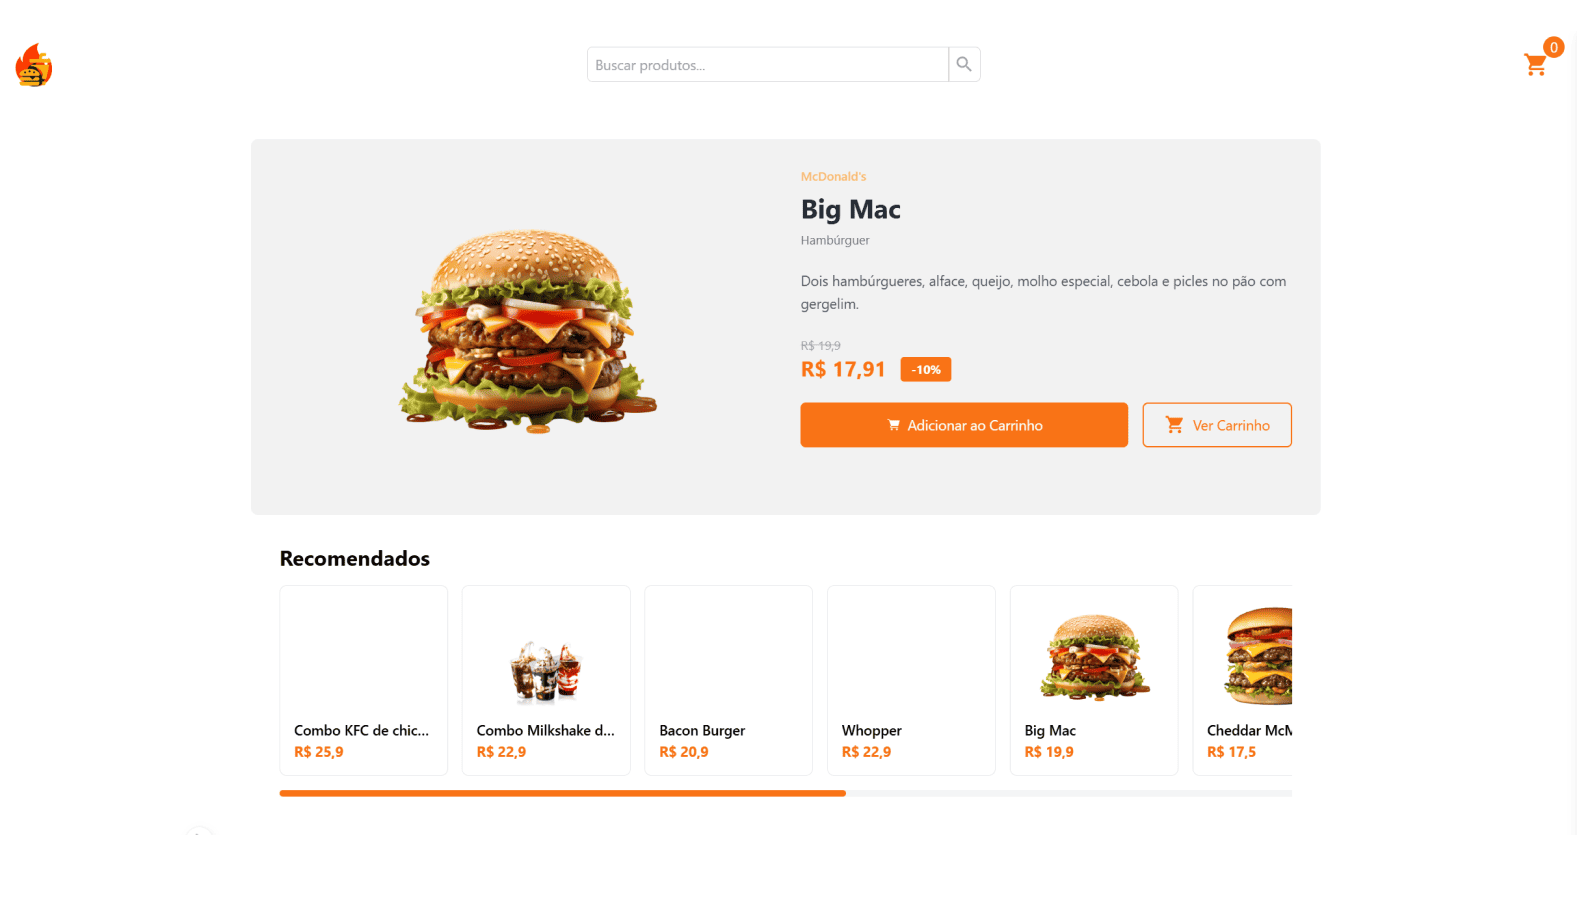 Buscar produtos...
0
McDonald's
Big Mac
Hambúrguer
Dois hambúrgueres, alface, queijo, molho especial, cebola e picles no pão com
gergelim.
R$ 19,9
R$ 17,91 -10%
Adicionar ao Carrinho
Ver Carrinho
Recomendados
Combo KFC de chic...
R$ 25,9
Combo Milkshake d...
R$ 22,9
Bacon Burger
R$ 20,9
Whopper
R$ 22,9
Big Mac
R$ 19,9
Cheddar McM
R$ 17,5